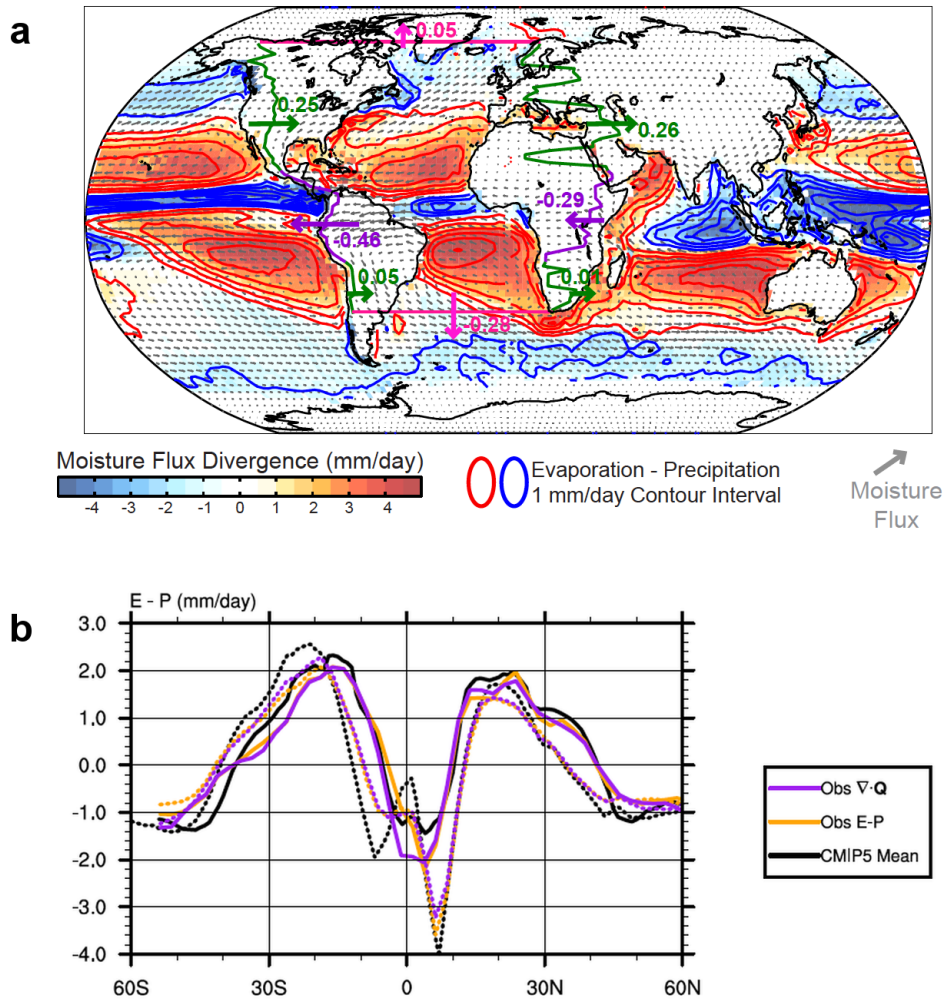 a
0.05
0.25
0.26
-0.29
-0.46
0.05
-0.01
0.28
Moisture Flux Divergence (mm/day)
-4 -3 -2 -1 0 1 2 3 4
Evaporation - Precipitation
1 mm/day Contour Interval
Moisture
Flux
b
E - P (mm/day)
3.0
2.0
1.0
0.0
-1.0
-2.0
-3.0
-4.0
60S 30S 0 30N 60N
Obs ∇·Q
Obs E-P
CMIP5 Mean